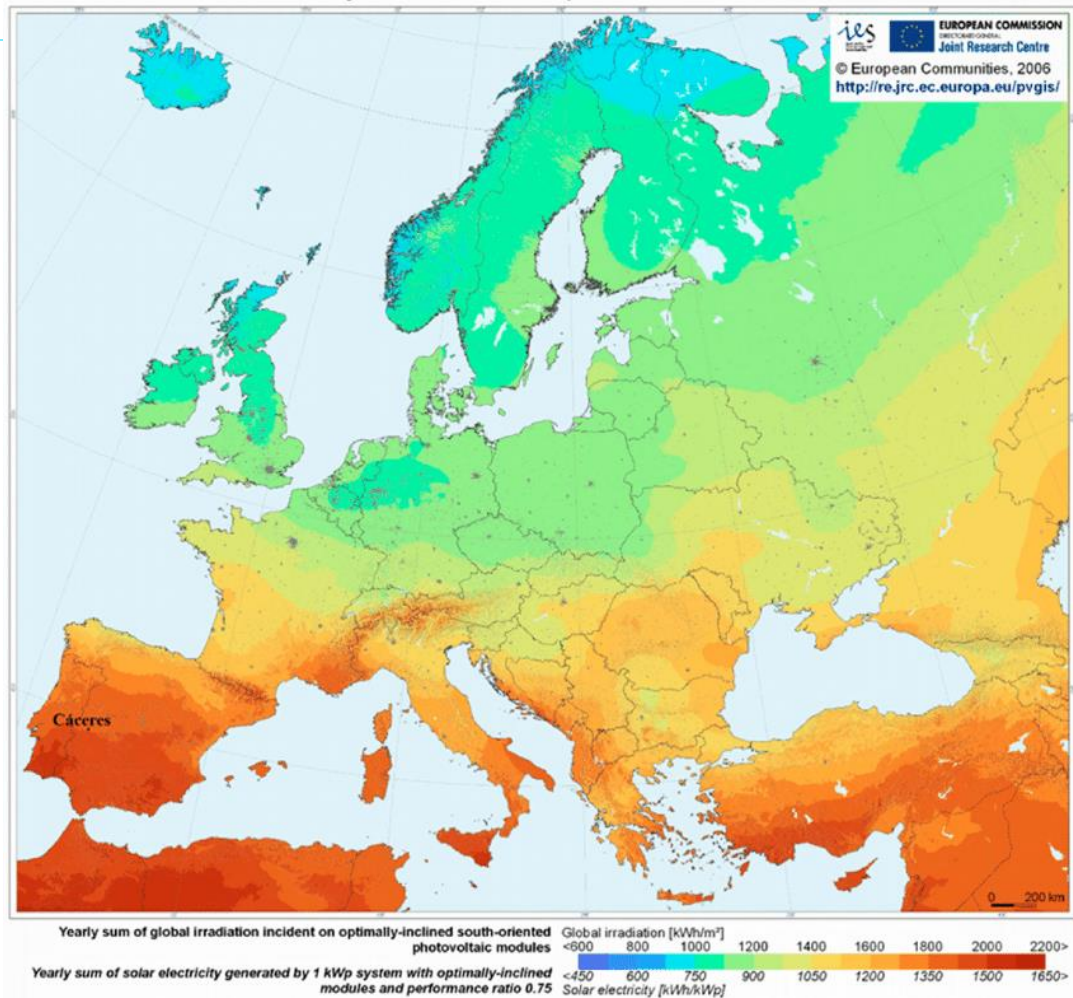 ies
EUROPEAN COMMISSION
DIRECTORATE GENERAL
Joint Research Centre
© European Communities, 2006
http://re.jrc.ec.europa.eu/pvgis/
Cáceres
0 200 km
Yearly sum of global irradiation incident on optimally-inclined south-oriented
photovoltaic modules
Yearly sum of solar electricity generated by 1 kWp system with optimally-inclined
modules and performance ratio 0.75
Global irradiation [kWh/m²]
<600 800 1000 1200 1400 1600 1800 2000 2200>
<450 600 750 900 1050 1200 1350 1500 1650>
Solar electricity [kWh/kWp]